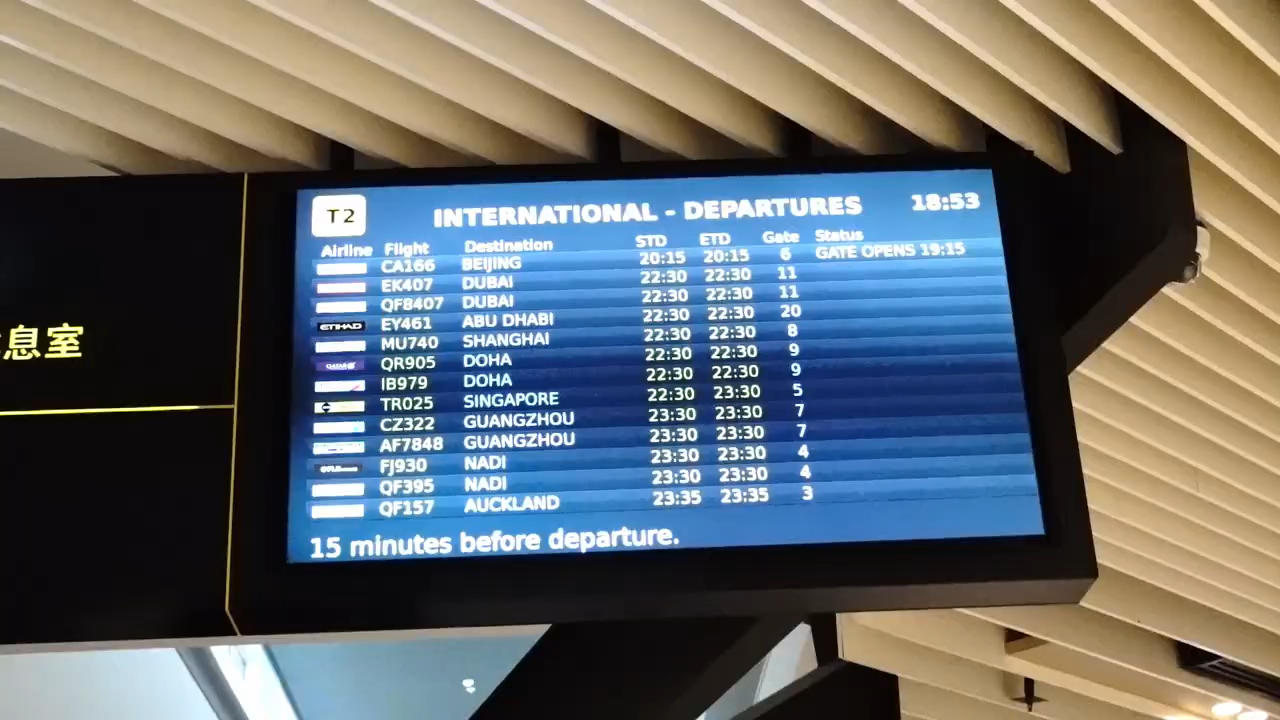 T2 INTERNATIONAL - DEPARTURES 18:53
Airline Flight Destination STD ETD Gate Status
CA166 BEIJING 20:15 20:15 6 GATE OPENS 19:15
EK407 DUBAI 22:30 22:30 11
QF8407 DUBAI 22:30 22:30 11
ETIHAD EY461 ABU DHABI 22:30 22:30 20
MU740 SHANGHAI 22:30 22:30 8
QATAR QR905 DOHA 22:30 22:30 9
IB979 DOHA 22:30 22:30 9
TR025 SINGAPORE 22:30 23:30 5
CZ322 GUANGZHOU 23:30 23:30 7
AF7848 GUANGZHOU 23:30 23:30 7
FJ930 NADI 23:30 23:30 4
QF395 NADI 23:30 23:30 4
QF157 AUCKLAND 23:35 23:35 3
15 minutes before departure.
息室